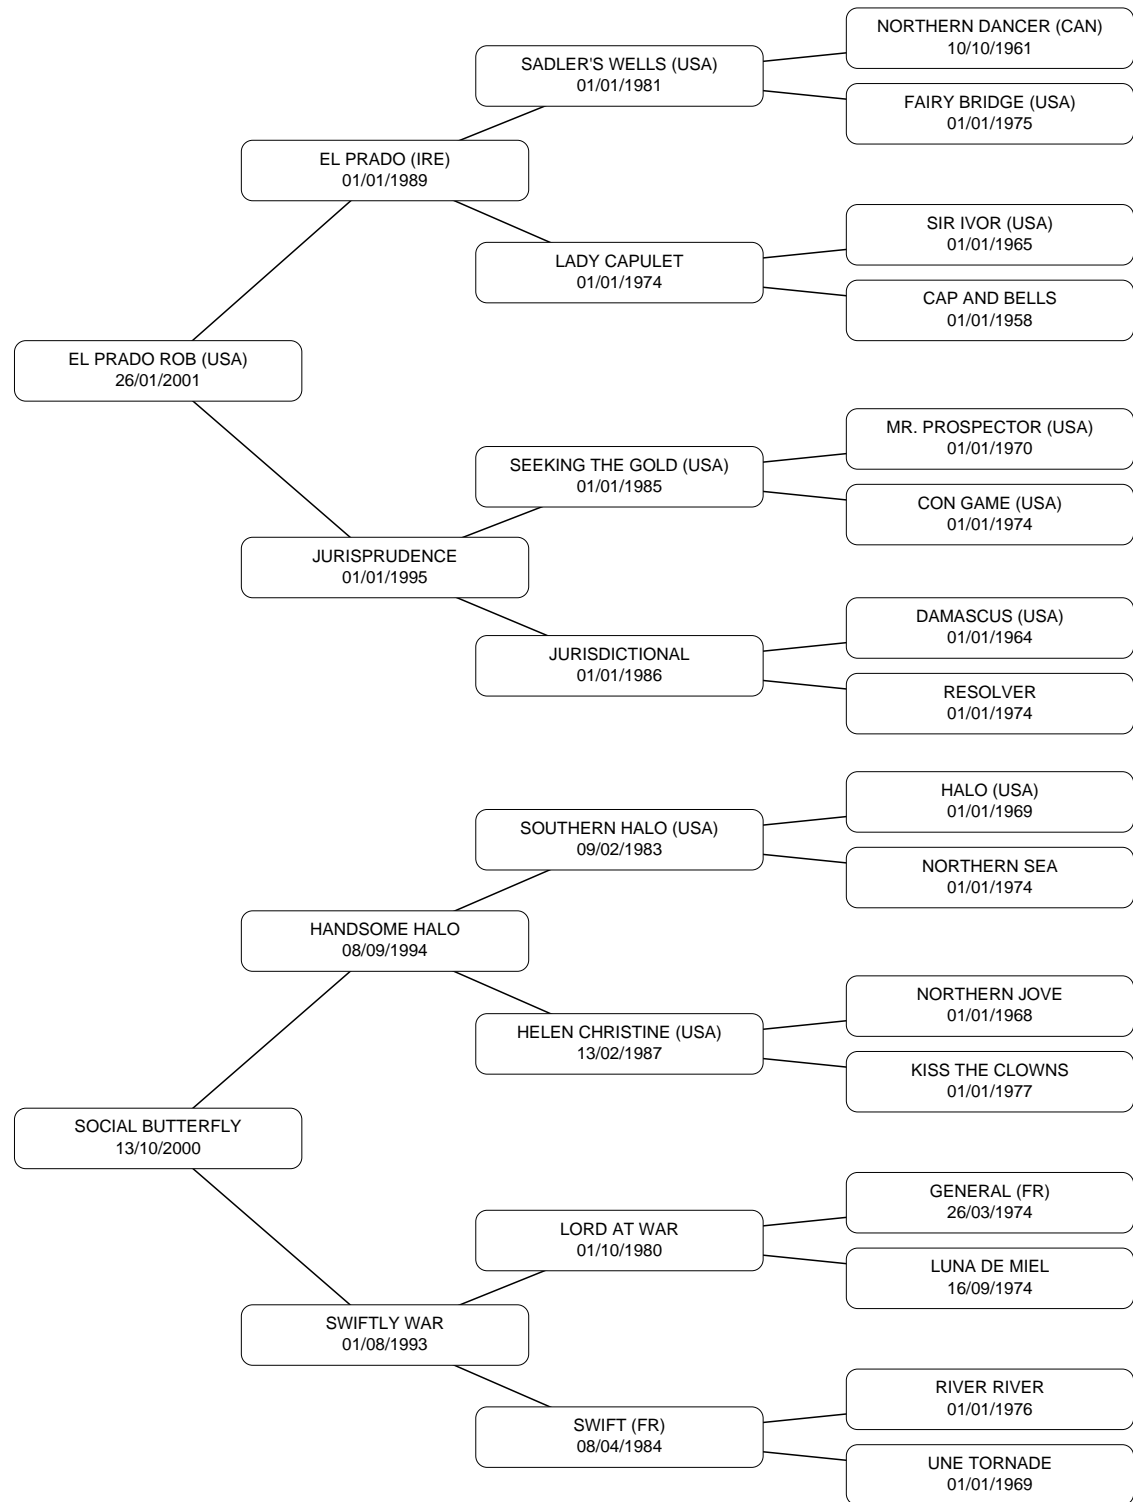 NORTHERN DANCER (CAN)
10/10/1961
SADLER'S WELLS (USA)
01/01/1981
FAIRY BRIDGE (USA)
01/01/1975
EL PRADO (IRE)
01/01/1989
SIR IVOR (USA)
01/01/1965
LADY CAPULET
01/01/1974
CAP AND BELLS
01/01/1958
EL PRADO ROB (USA)
26/01/2001
MR. PROSPECTOR (USA)
01/01/1970
SEEKING THE GOLD (USA)
01/01/1985
CON GAME (USA)
01/01/1974
JURISPRUDENCE
01/01/1995
DAMASCUS (USA)
01/01/1964
JURISDICTIONAL
01/01/1986
RESOLVER
01/01/1974
HALO (USA)
01/01/1969
SOUTHERN HALO (USA)
09/02/1983
NORTHERN SEA
01/01/1974
HANDSOME HALO
08/09/1994
NORTHERN JOVE
01/01/1968
HELEN CHRISTINE (USA)
13/02/1987
KISS THE CLOWNS
01/01/1977
SOCIAL BUTTERFLY
13/10/2000
GENERAL (FR)
26/03/1974
LORD AT WAR
01/10/1980
LUNA DE MIEL
16/09/1974
SWIFTLY WAR
01/08/1993
RIVER RIVER
01/01/1976
SWIFT (FR)
08/04/1984
UNE TORNADE
01/01/1969